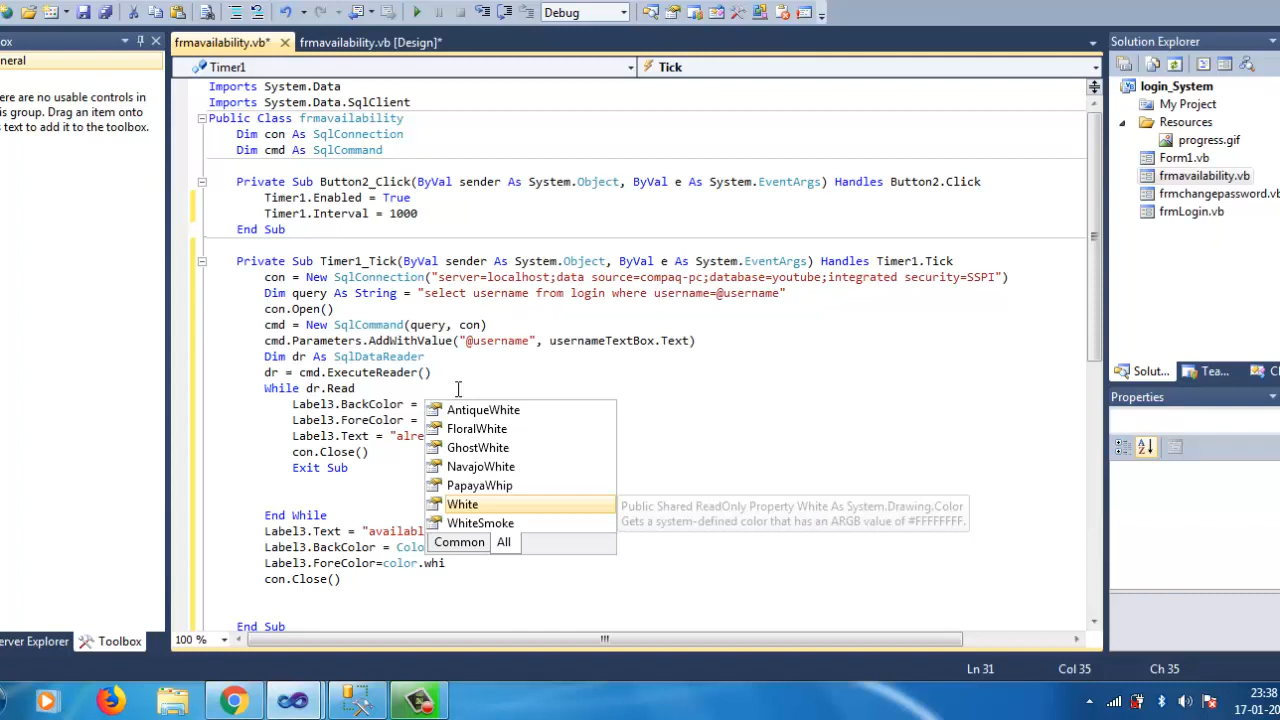 Debug
ox
frmavailability.vb*
frmavailability.vb [Design]*
Solution Explorer
neral
Timer1
Tick
ere are no usable controls in
is group. Drag an item onto
s text to add it to the toolbox.
Imports System.Data
Imports System.Data.SqlClient
Public Class frmavailability
Dim con As SqlConnection
Dim cmd As SqlCommand
Private Sub Button2_Click(ByVal sender As System.Object, ByVal e As System.EventArgs) Handles Button2.Click
Timer1.Enabled = True
Timer1.Interval = 1000
End Sub
Private Sub Timer1_Tick(ByVal sender As System.Object, ByVal e As System.EventArgs) Handles Timer1.Tick
con = New SqlConnection("server=localhost;data source=compaq-pc;database=youtube;integrated security=SSPI")
Dim query As String = "select username from login where username=@username"
con.Open()
cmd = New SqlCommand(query, con)
cmd.Parameters.AddWithValue("@username", usernameTextBox.Text)
Dim dr As SqlDataReader
dr = cmd.ExecuteReader()
While dr.Read
Label3.BackColor =
Label3.ForeColor =
Label3.Text = "alre
con.Close()
Exit Sub
End While
Label3.Text = "availabl
Label3.BackColor = Colo
Label3.ForeColor=color.whi
con.Close()
End Sub
AntiqueWhite
FloralWhite
GhostWhite
NavajoWhite
PapayaWhip
White
WhiteSmoke
Common
All
Public Shared ReadOnly Property White As System.Drawing.Color
Gets a system-defined color that has an ARGB value of #FFFFFFFF.
login_System
My Project
Resources
progress.gif
Form1.vb
frmavailability.vb
frmchangepassword.vb
frmLogin.vb
Solut...
Tea...
Cl
Properties
A
Z
erver Explorer
Toolbox
100 %
Ln 31
Col 35
Ch 35
23:38
17-01-20